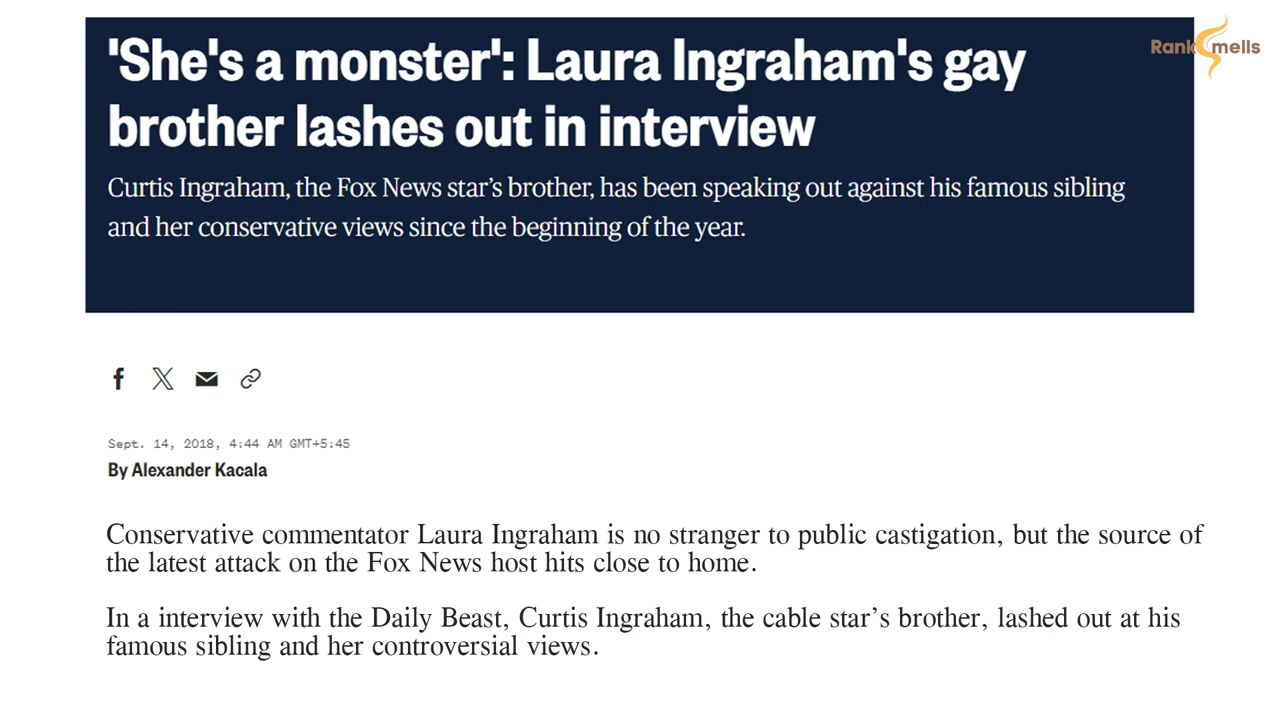 'She's a monster': Laura Ingraham's gay
RankSmells
brother lashes out in interview
Curtis Ingraham, the Fox News star’s brother, has been speaking out against his famous sibling
and her conservative views since the beginning of the year.
Sept. 14, 2018, 4:44 AM GMT+5:45
By Alexander Kacala
Conservative commentator Laura Ingraham is no stranger to public castigation, but the source of
the latest attack on the Fox News host hits close to home.
In a interview with the Daily Beast, Curtis Ingraham, the cable star’s brother, lashed out at his
famous sibling and her controversial views.